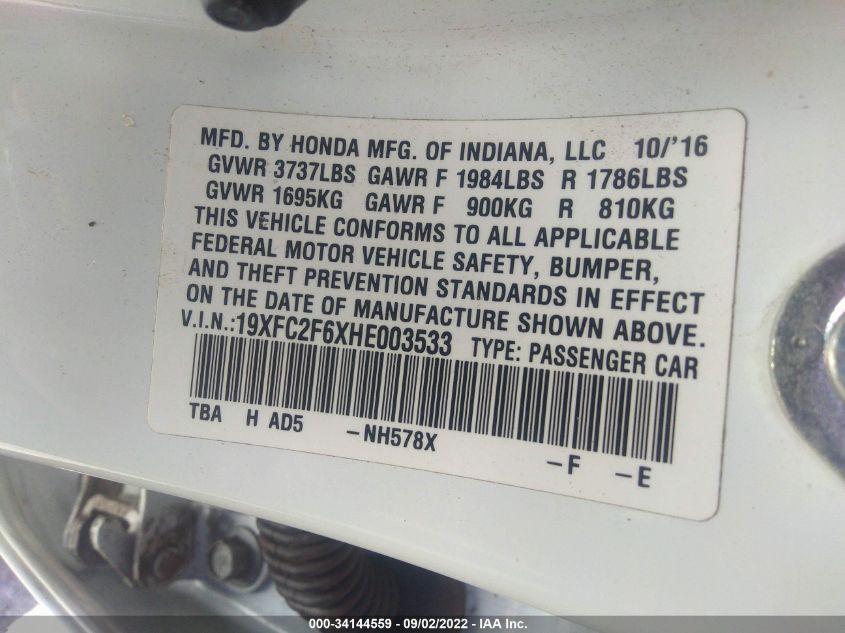 MFD. BY HONDA MFG. OF INDIANA, LLC 10/'16
GVWR 3737LBS GAWR F 1984LBS R 1786LBS
GVWR 1695KG GAWR F 900KG R 810KG
THIS VEHICLE CONFORMS TO ALL APPLICABLE
FEDERAL MOTOR VEHICLE SAFETY, BUMPER,
AND THEFT PREVENTION STANDARDS IN EFFECT
ON THE DATE OF MANUFACTURE SHOWN ABOVE.
V.I.N.:19XFC2F6XHE003533 TYPE: PASSENGER CAR
TBA H AD5 -NH578X -F -E
000-34144559 - 09/02/2022 - IAA Inc.